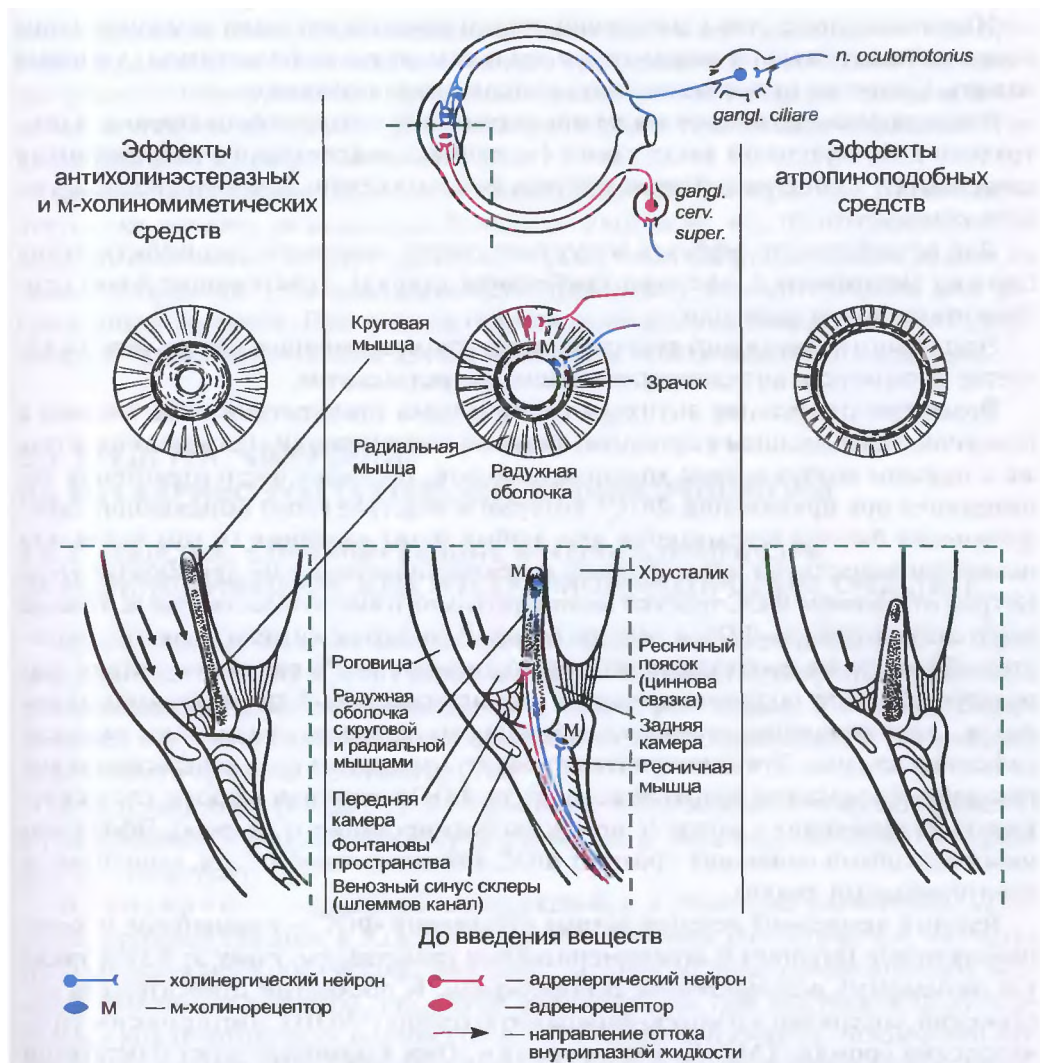 n. oculomotorius
gangl. ciliare
Эффекты
антихолинэстеразных
и м-холиномиметических
средств
gangl.
cerv.
super.
Эффекты
атропиноподобных
средств
Круговая
мышца
М
Зрачок
Радиальная
мышца
Радужная
оболочка
М
Хрусталик
Роговица
Ресничный
поясок
(циннова
связка)
Радужная
оболочка
с круговой
и радиальной
мышцами
М
Задняя
камера
Ресничная
мышца
Передняя
камера
Фонтановы
пространства
Венозный синус склеры
(шлеммов канал)
До введения веществ
— холинергический нейрон
— адренергический нейрон
М — м-холинорецептор
— адренорецептор
— направление оттока
внутриглазной жидкости